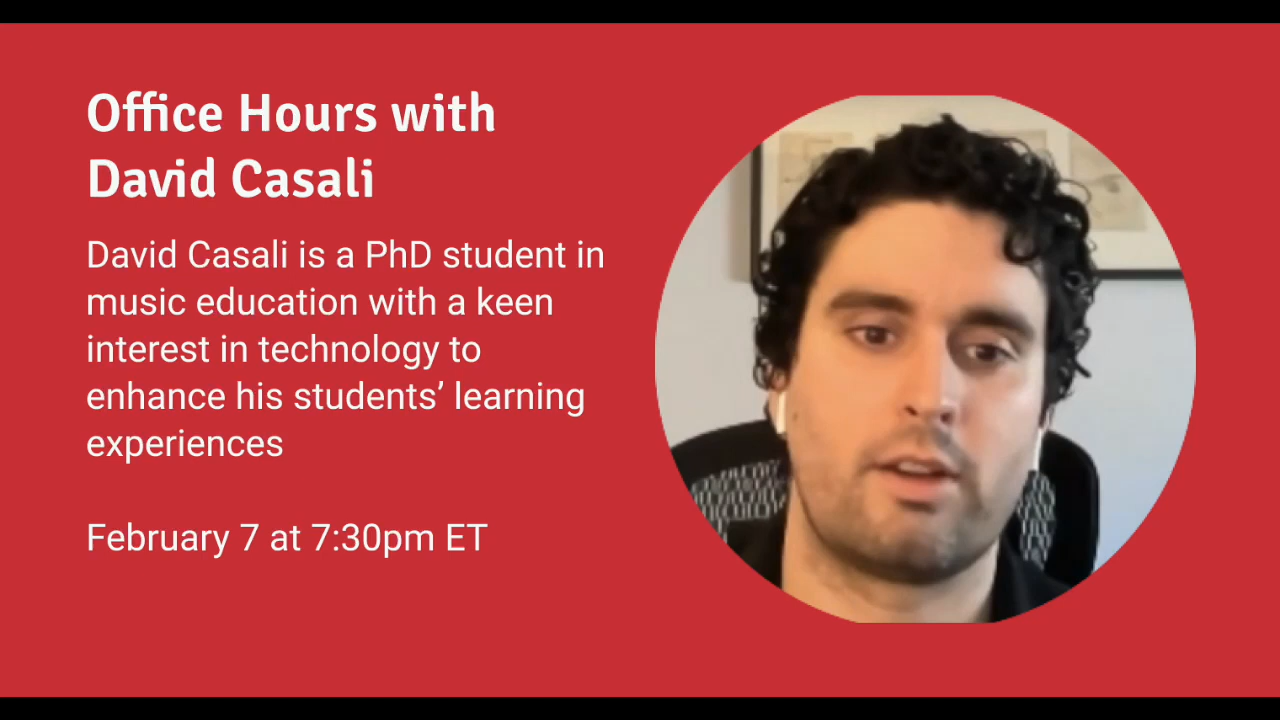 Office Hours with
David Casali
David Casali is a PhD student in
music education with a keen
interest in technology to
enhance his students’ learning
experiences
February 7 at 7:30pm ET